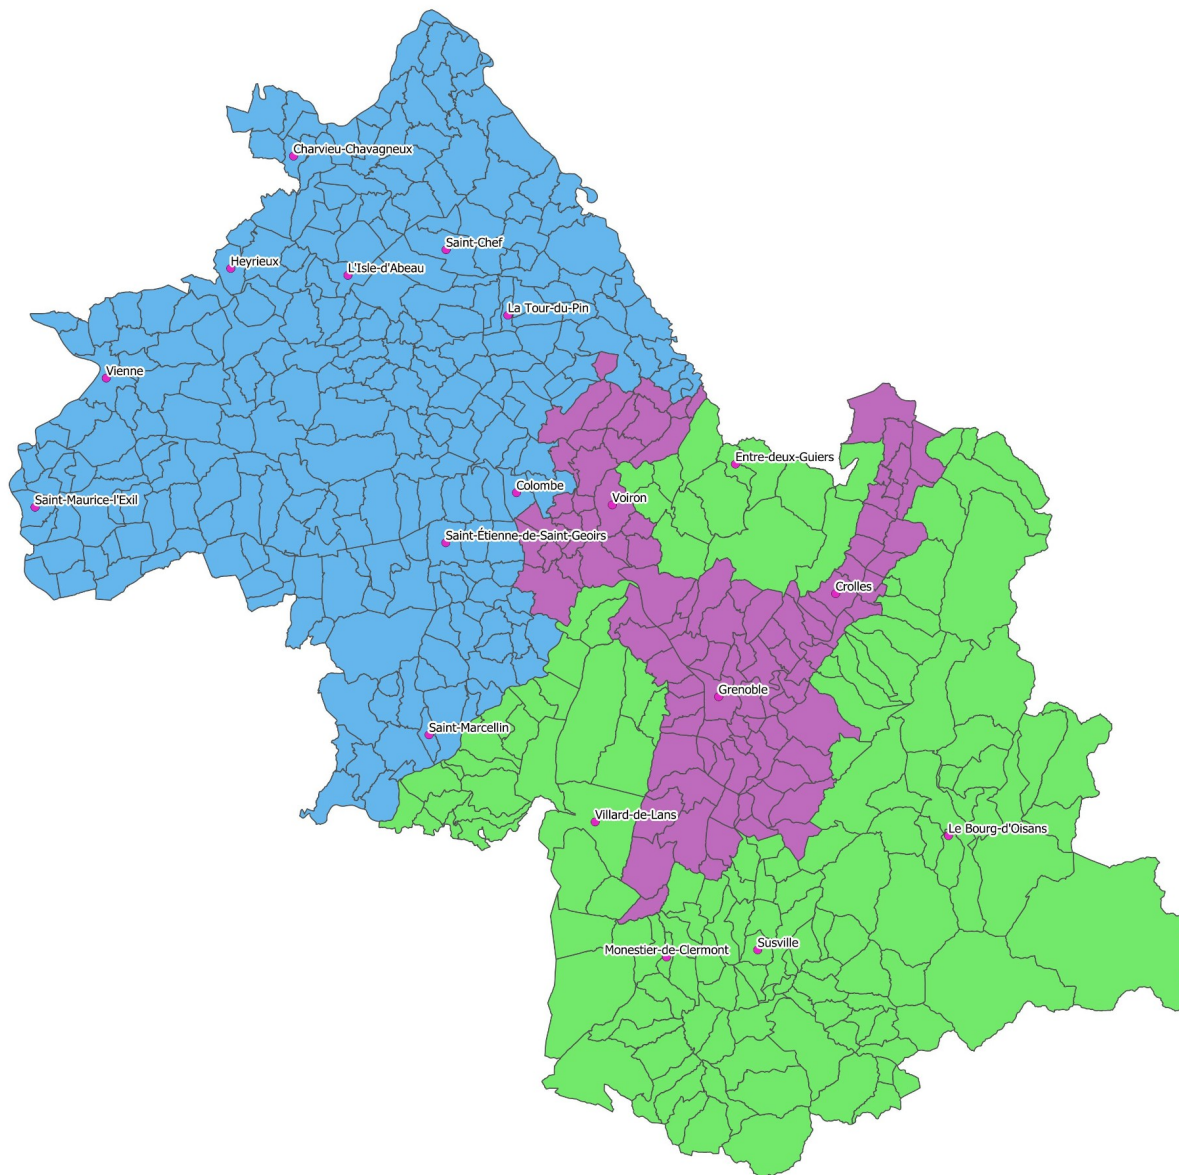 Charvieu-Chavagneux
Saint-Chef
Heyrieux
L'Isle-d'Abeau
La Tour-du-Pin
Vienne
Entre-deux-Guiers
Colombe
Voiron
Saint-Maurice-l'Exil
Saint-Étienne-de-Saint-Geoirs
Crolles
Grenoble
Saint-Marcellin
Villard-de-Lans
Le Bourg-d'Oisans
Susville
Monestier-de-Clermont